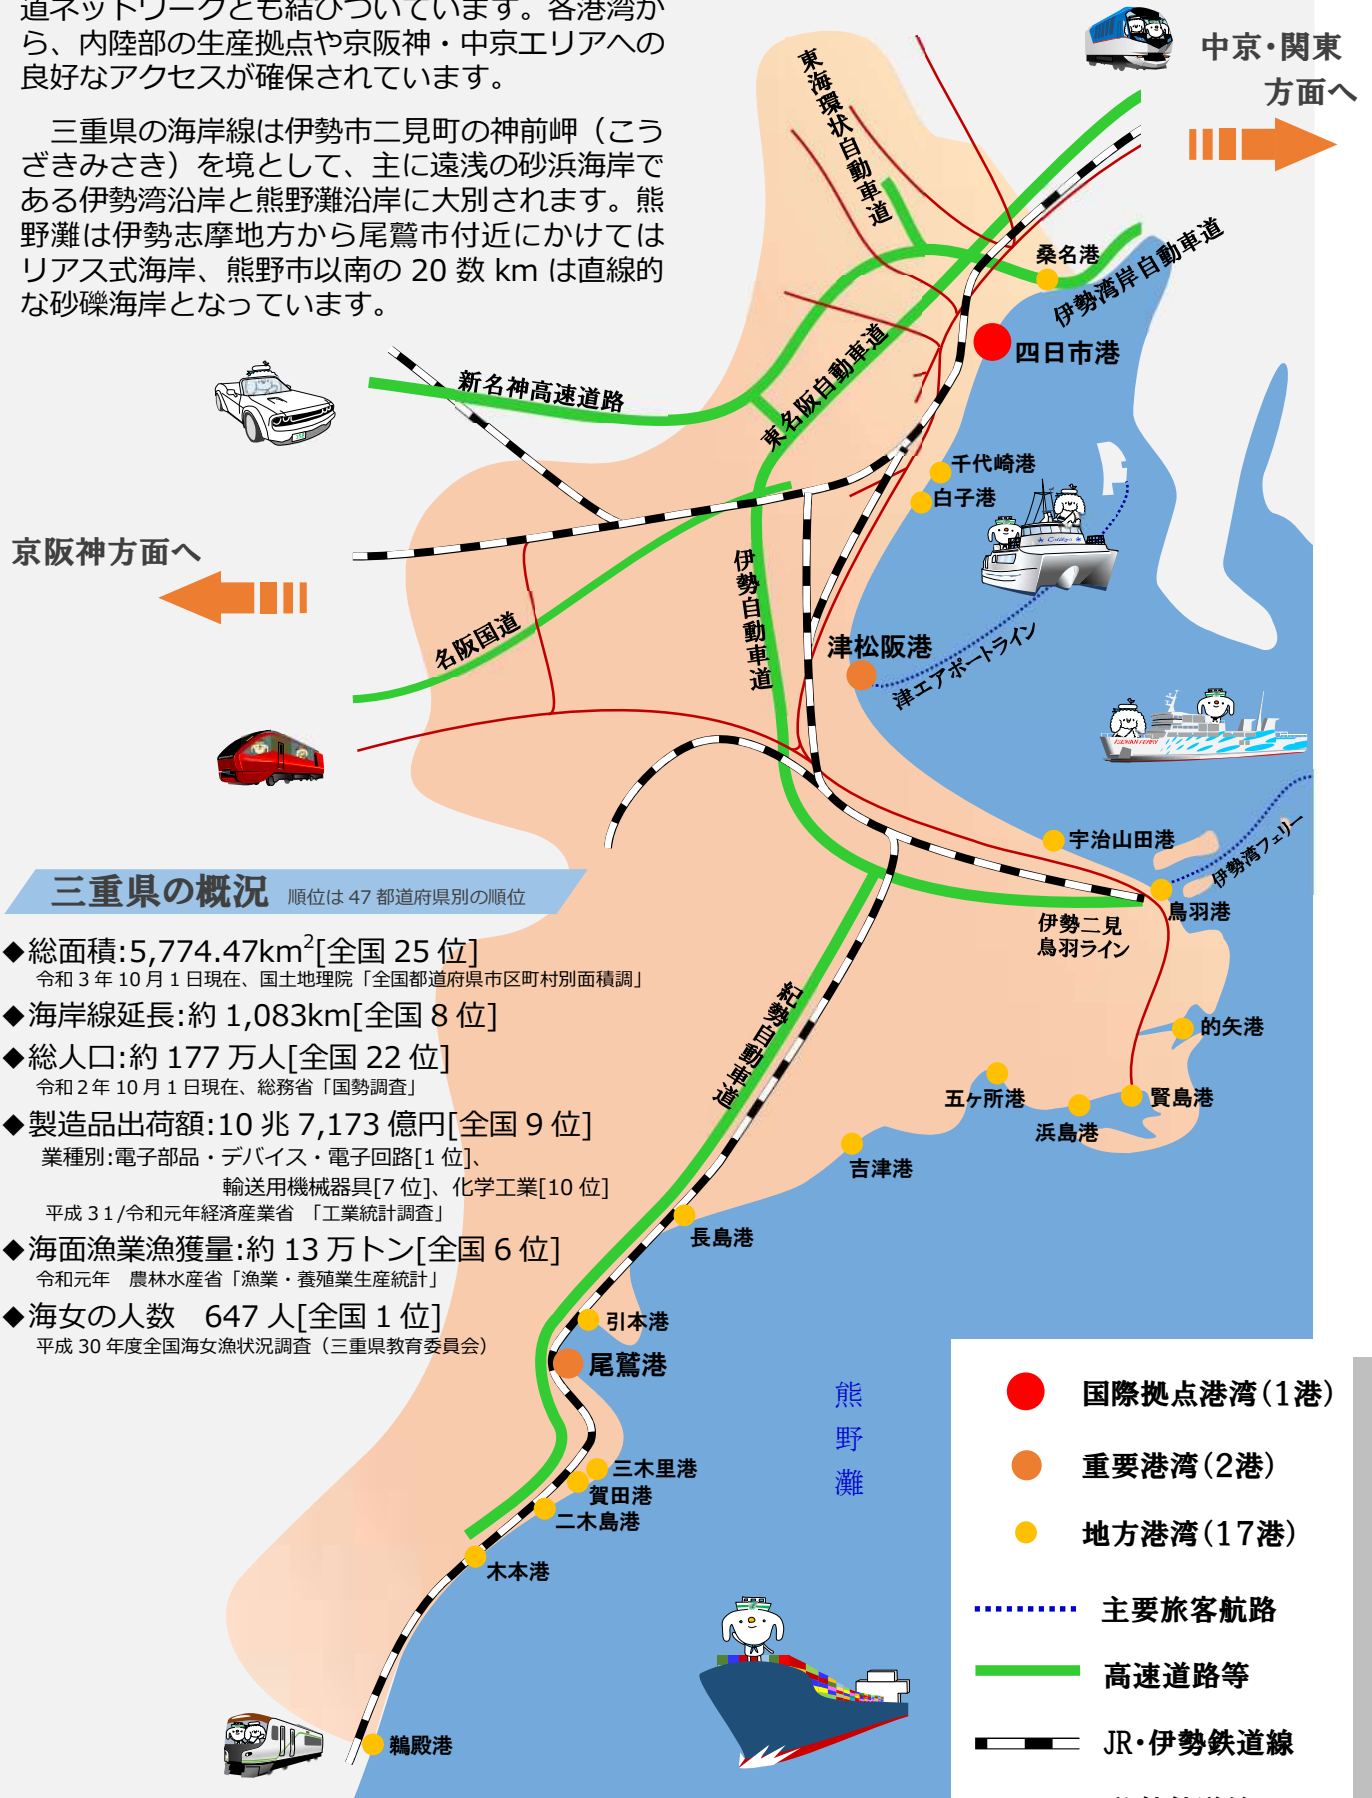 道ネットワークとも結びついています。各港湾か
ら、内陸部の生産拠点や京阪神・中京エリアへの
良好なアクセスが確保されています。
三重県の海岸線は伊勢市二見町の神前岬（こう
ざきみさき）を境として、主に遠浅の砂浜海岸で
ある伊勢湾沿岸と熊野灘沿岸に大別されます。熊
野灘は伊勢志摩地方から尾鷲市付近にかけては
リアス式海岸、熊野市以南の 20 数 km は直線的
な砂礫海岸となっています。
中京・関東
方面へ
東海環状自動車道
桑名港
伊勢湾岸自動車道
四日市港
新名神高速道路
東名阪自動車道
千代崎港
白子港
京阪神方面へ
伊勢自動車道
名阪国道
津松阪港
津エアポートライン
ISEWAN FERRY
宇治山田港
伊勢湾フェリー
鳥羽港
伊勢二見
鳥羽ライン
三重県の概況 順位は 47 都道府県別の順位
◆総面積:5,774.47km²[全国 25 位]
令和 3 年 10 月 1 日現在、国土地理院「全国都道府県市区町村別面積調」
◆海岸線延長:約 1,083km[全国 8 位]
◆総人口:約 177 万人[全国 22 位]
令和 2 年 10 月 1 日現在、総務省「国勢調査」
◆製造品出荷額:10 兆 7,173 億円[全国 9 位]
業種別:電子部品・デバイス・電子回路[1 位]、
輸送用機械器具[7 位]、化学工業[10 位]
平成 31/令和元年経済産業省 「工業統計調査」
◆海面漁業漁獲量:約 13 万トン[全国 6 位]
令和元年 農林水産省「漁業・養殖業生産統計」
◆海女の人数 647 人[全国 1 位]
平成 30 年度全国海女漁状況調査（三重県教育委員会）
紀勢自動車道
的矢港
五ヶ所港
賢島港
浜島港
吉津港
長島港
引本港
尾鷲港
熊野灘
三木里港
賀田港
二木島港
木本港
鵜殿港
国際拠点港湾(1港)
重要港湾(2港)
地方港湾(17港)
主要旅客航路
高速道路等
JR・伊勢鉄道線